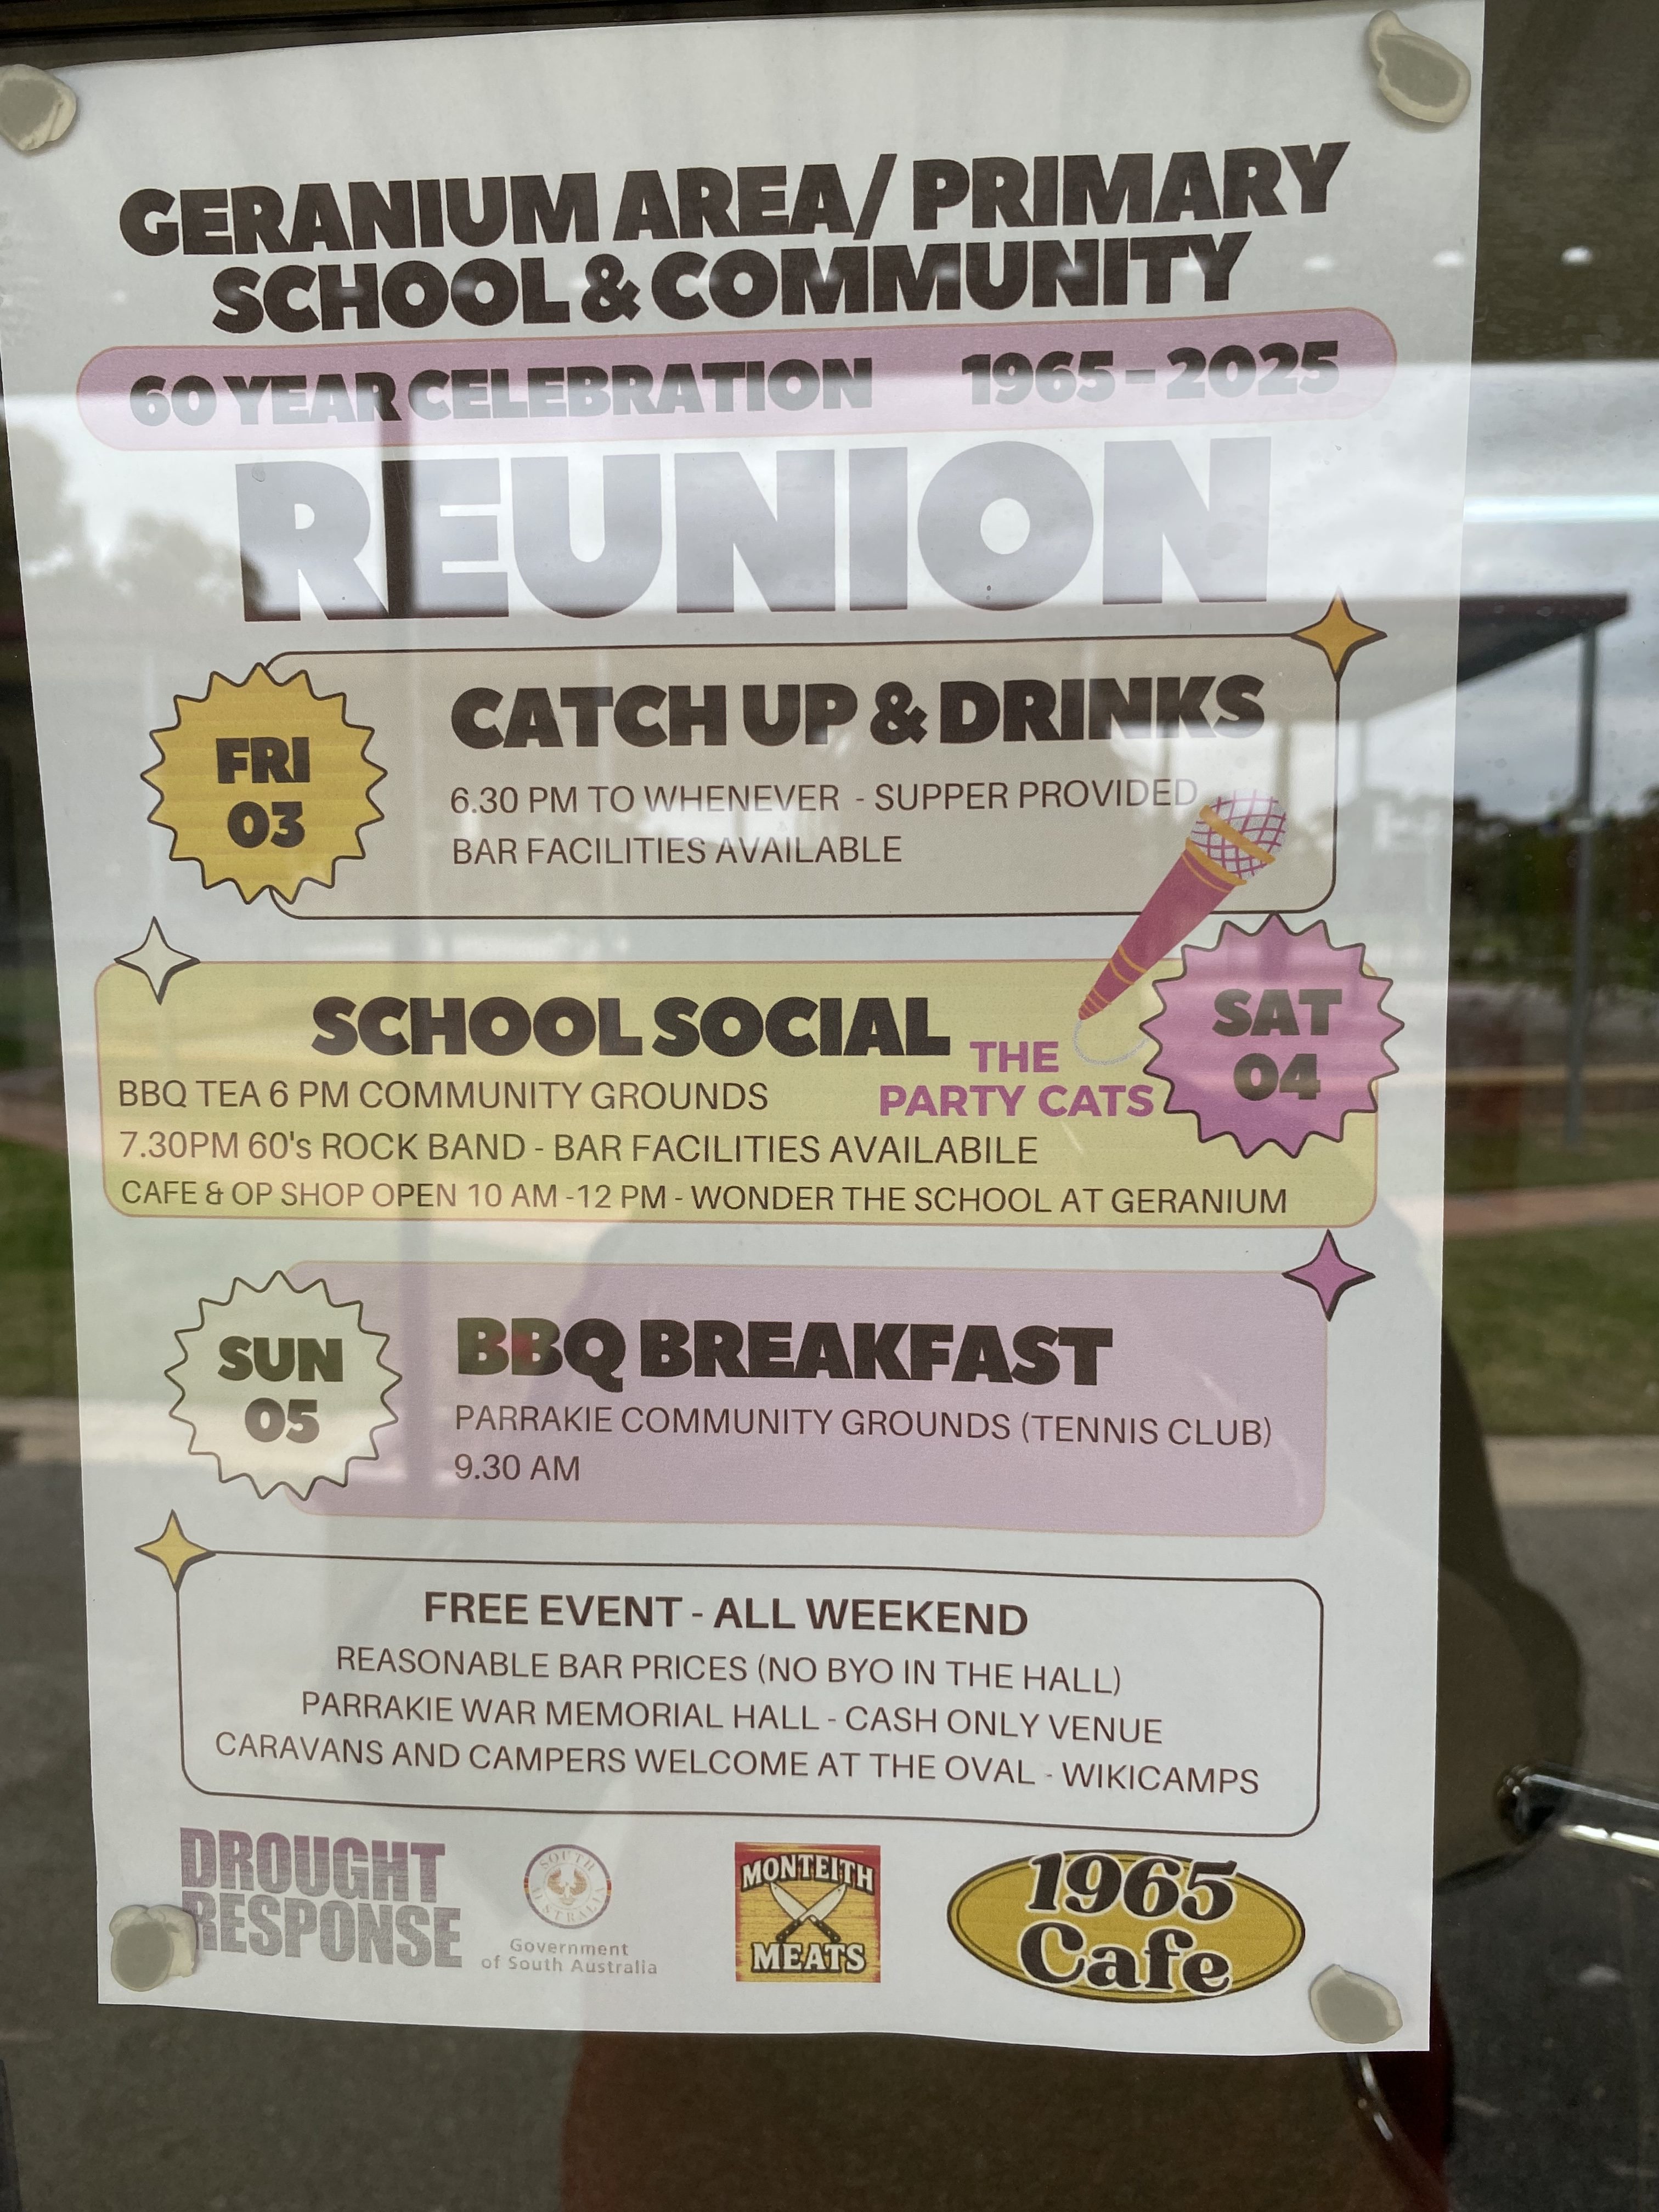 GERANIUM AREA/ PRIMARY
SCHOOL & COMMUNITY
60 YEAR CELEBRATION 1965 - 2025
REUNION
FRI
03
CATCH UP & DRINKS
6.30 PM TO WHENEVER - SUPPER PROVIDED
BAR FACILITIES AVAILABLE
SCHOOL SOCIAL
THE
PARTY CATS
SAT
04
BBQ TEA 6 PM COMMUNITY GROUNDS
7.30PM 60's ROCK BAND - BAR FACILITIES AVAILABILE
CAFE & OP SHOP OPEN 10 AM -12 PM - WONDER THE SCHOOL AT GERANIUM
SUN
05
BBQ BREAKFAST
PARRAKIE COMMUNITY GROUNDS (TENNIS CLUB)
9.30 AM
FREE EVENT - ALL WEEKEND
REASONABLE BAR PRICES (NO BYO IN THE HALL)
PARRAKIE WAR MEMORIAL HALL - CASH ONLY VENUE
CARAVANS AND CAMPERS WELCOME AT THE OVAL - WIKICAMPS
DROUGHT
RESPONSE
SOUTH
AUSTRALIA
Government
of South Australia
MONTEITH
MEATS
1965
Cafe